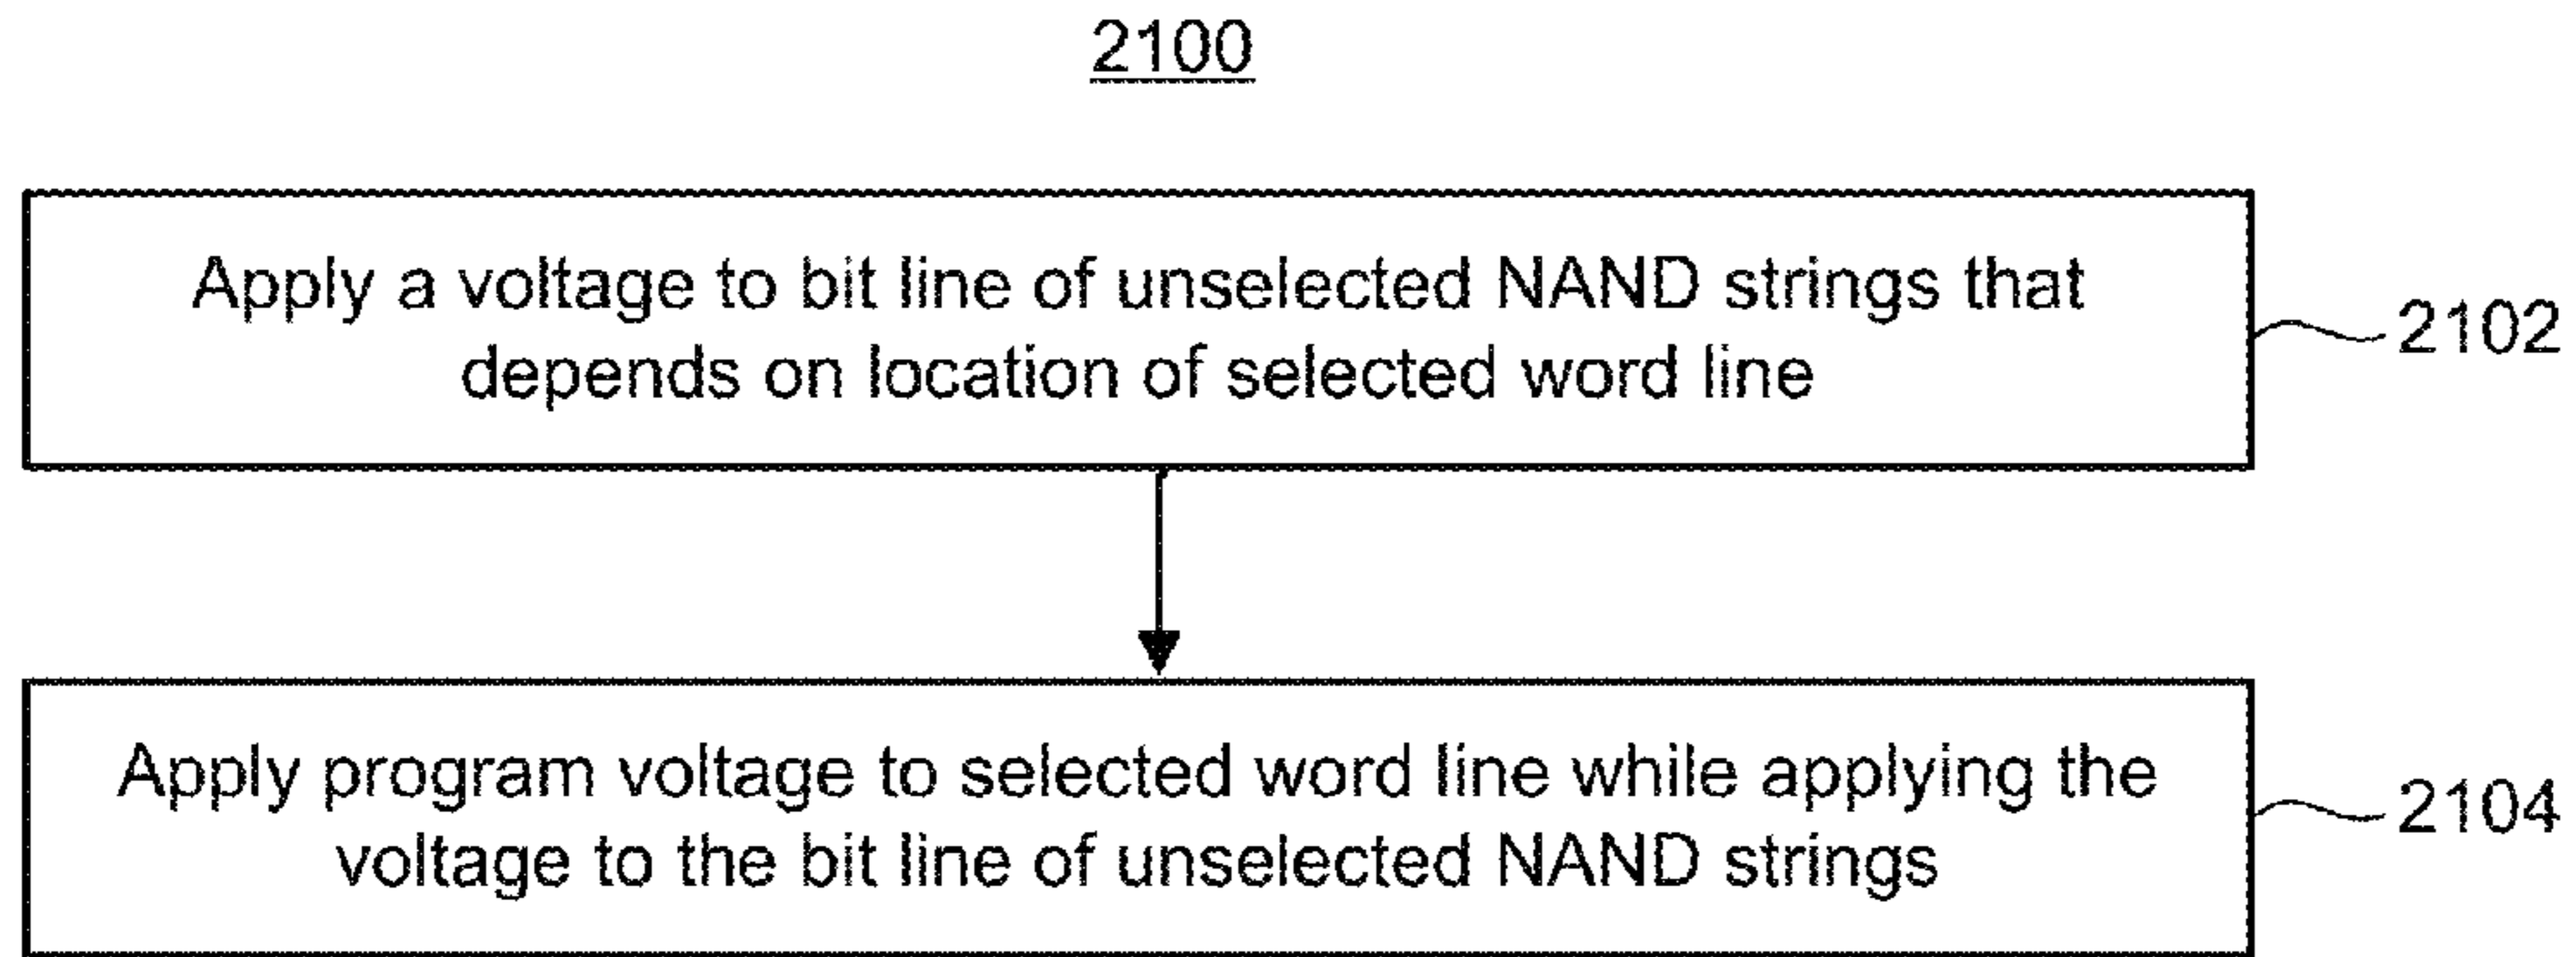 2100
Apply a voltage to bit line of unselected NAND strings that
depends on location of selected word line
2102
Apply program voltage to selected word line while applying the
voltage to the bit line of unselected NAND strings
2104